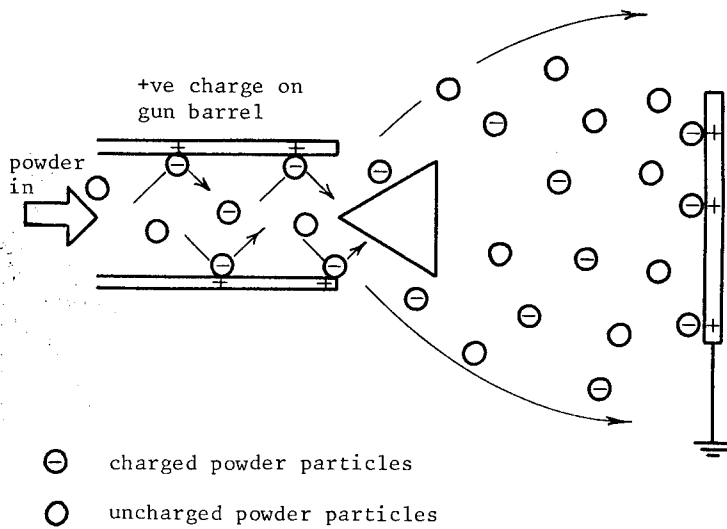 +ve charge on
gun barrel
powder
in
charged powder particles
uncharged powder particles